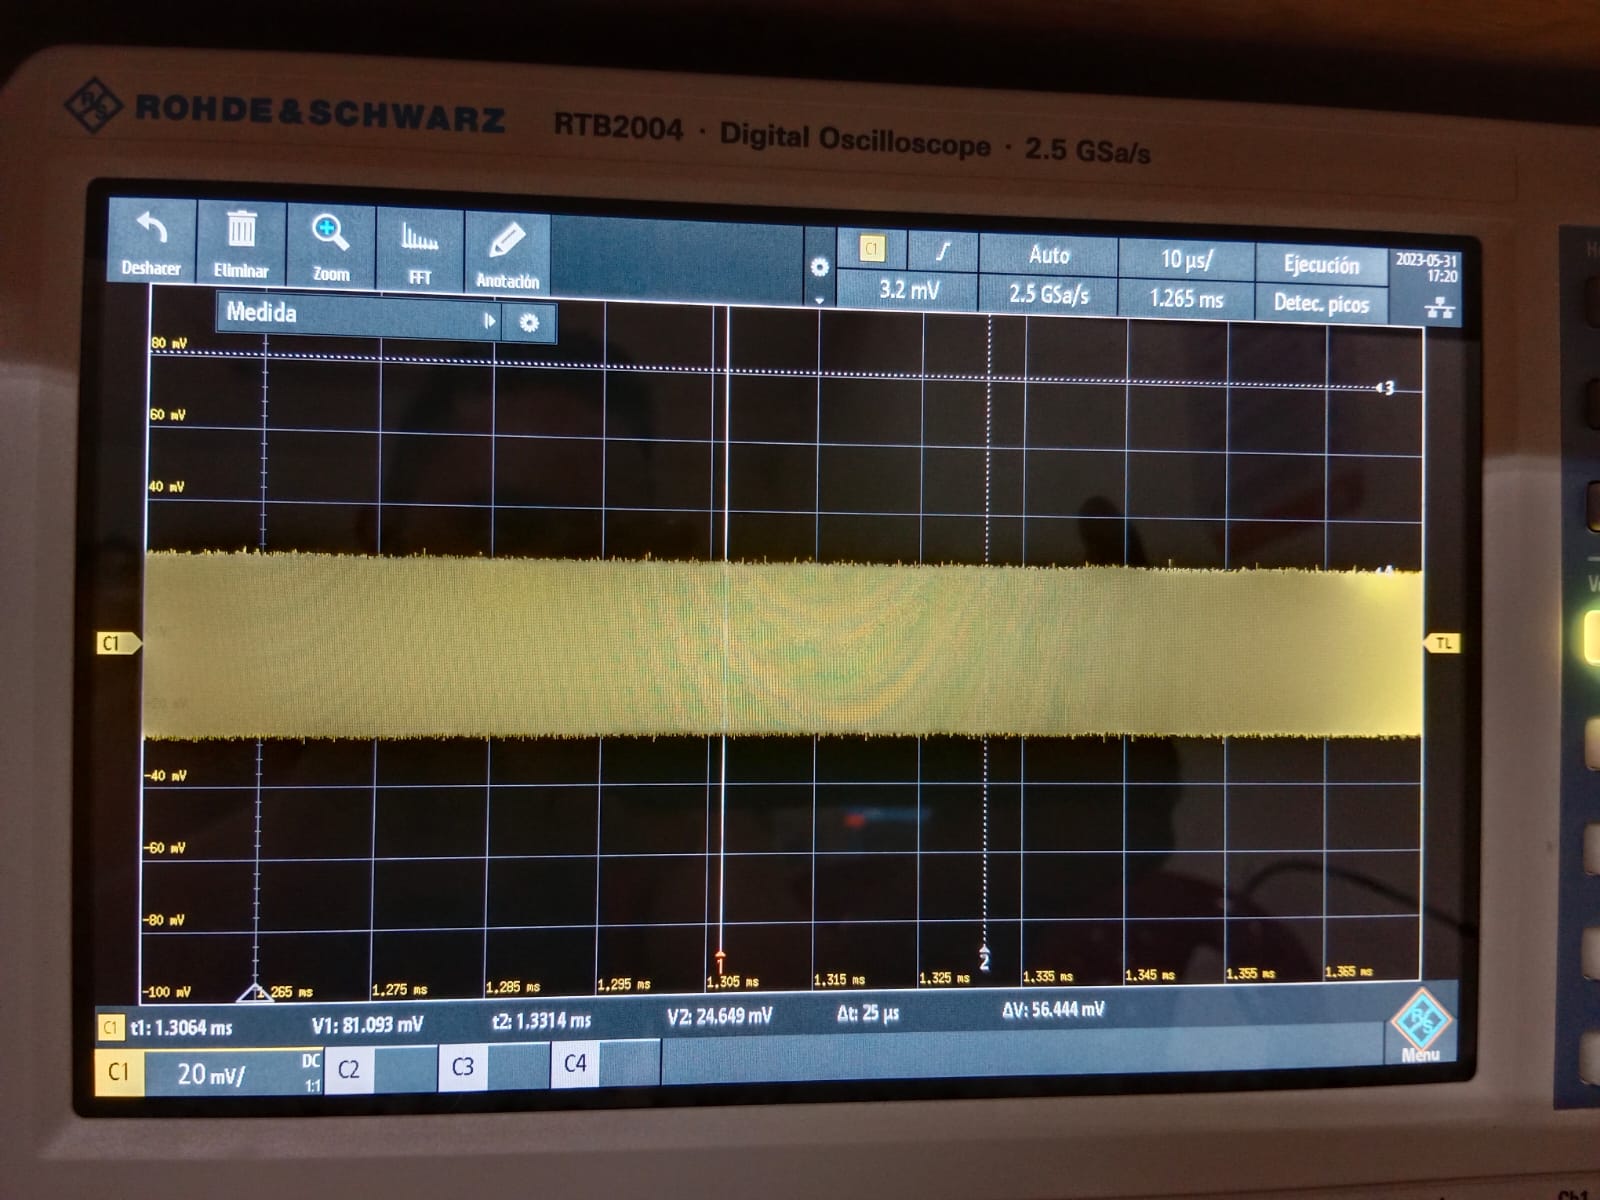 ROHDE&SCHWARZ
RTB2004 · Digital Oscilloscope · 2.5 GSa/s
Deshacer
Eliminar
Zoom
FFT
Anotación
C1
Auto
10 µs/
Ejecución
2023-05-31
17:20
3.2 mV
2.5 GSa/s
1.265 ms
Detec. picos
Medida
80 mV
3
60 mV
40 mV
C1
TL
-20 mV
-40 mV
-60 mV
-80 mV
1
2
-100 mV
1.265 ms
1.275 ms
1.285 ms
1.295 ms
1.305 ms
1.315 ms
1.325 ms
1.335 ms
1.345 ms
1.355 ms
1.365 ms
C1 t1: 1.3064 ms V1: 81.093 mV t2: 1.3314 ms V2: 24.649 mV Δt: 25 µs ΔV: 56.444 mV
R/S
Menu
C1
20 mV/
DC
1:1
C2
C3
C4